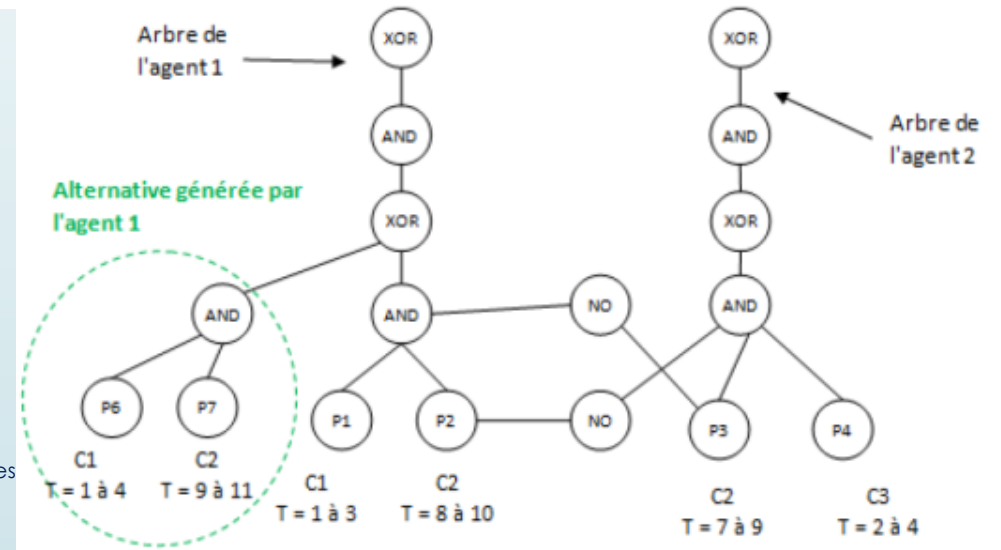 Arbre de
l'agent 1
XOR
XOR
AND
AND
Arbre de
l'agent 2
Alternative générée par
l'agent 1
XOR
XOR
AND
AND
NO
AND
P6
P7
P1
P2
NO
P3
P4
es
C1
T = 1 à 4
C2
T = 9 à 11
C1
T = 1 à 3
C2
T = 8 à 10
C2
T = 7 à 9
C3
T = 2 à 4